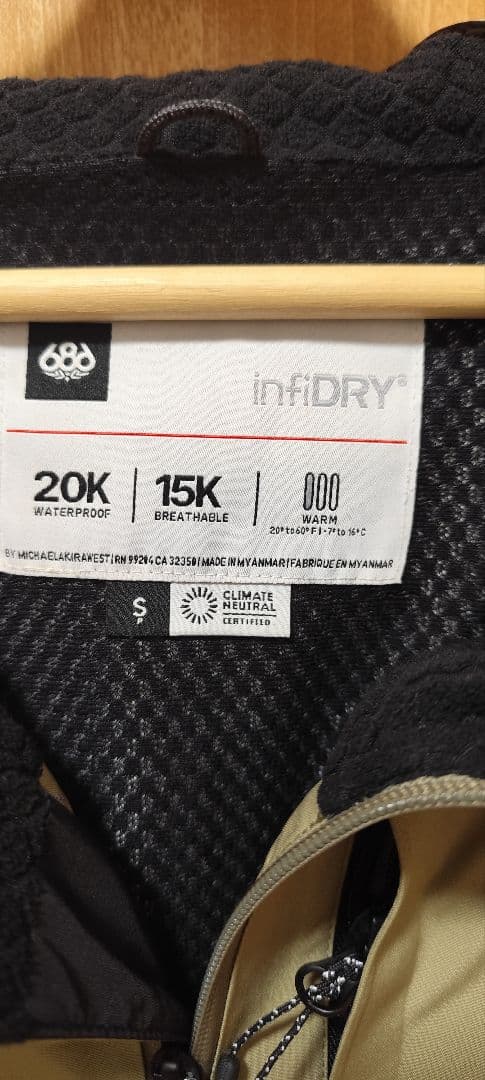 686
infiDRY®
20K
WATERPROOF
15K
BREATHABLE
WARM
20° to 60° F | -7° to 16° C
BY MICHAELAKIRAWEST | RN 99284 CA 32350 | MADE IN MYANMAR | FABRIQUE EN MYANMAR
S
CLIMATE
NEUTRAL
CERTIFIED